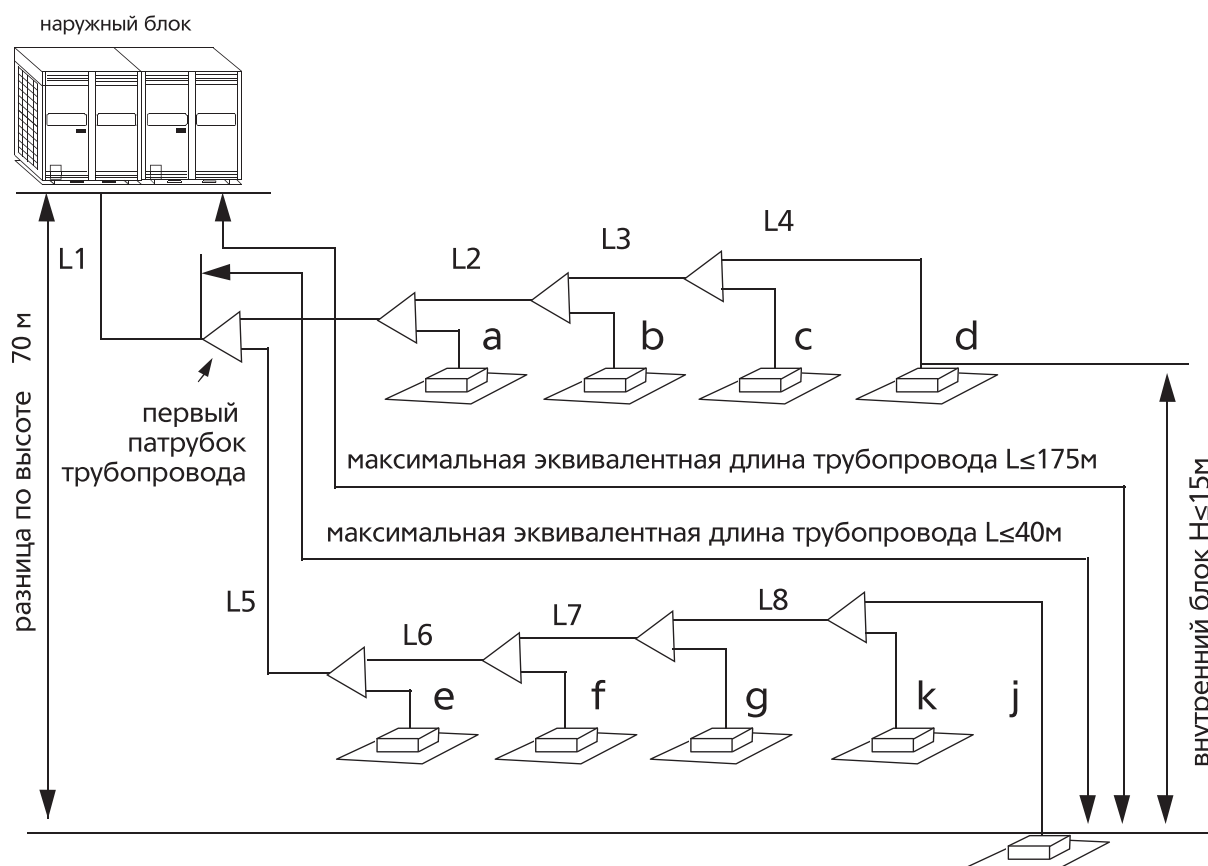 наружный блок
L1
L2
L3
L4
a
b
c
d
первый
патрубок
трубопровода
разница по высоте 70 м
максимальная эквивалентная длина трубопровода L≤175м
максимальная эквивалентная длина трубопровода L≤40м
внутренний блок H≤15м
L5
L6
L7
L8
e
f
g
k
j